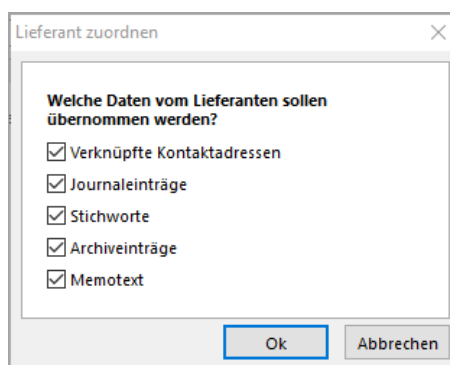 Lieferant zuordnen
Welche Daten vom Lieferanten sollen
übernommen werden?
Verknüpfte Kontaktadressen
Journaleinträge
Stichworte
Archiveinträge
Memotext
Ok
Abbrechen